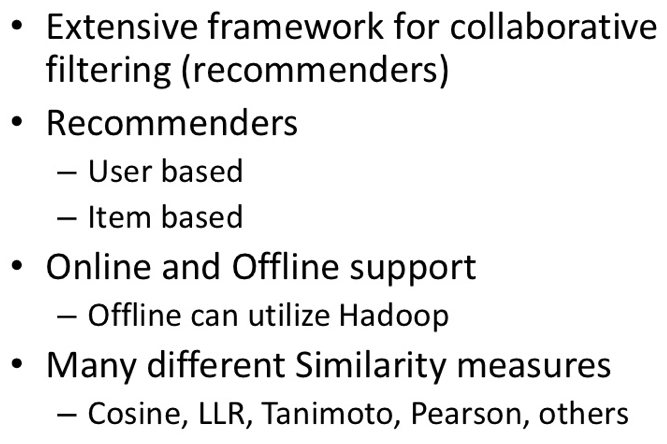 • Extensive framework for collaborative
filtering (recommenders)
• Recommenders
– User based
– Item based
• Online and Offline support
– Offline can utilize Hadoop
• Many different Similarity measures
– Cosine, LLR, Tanimoto, Pearson, others